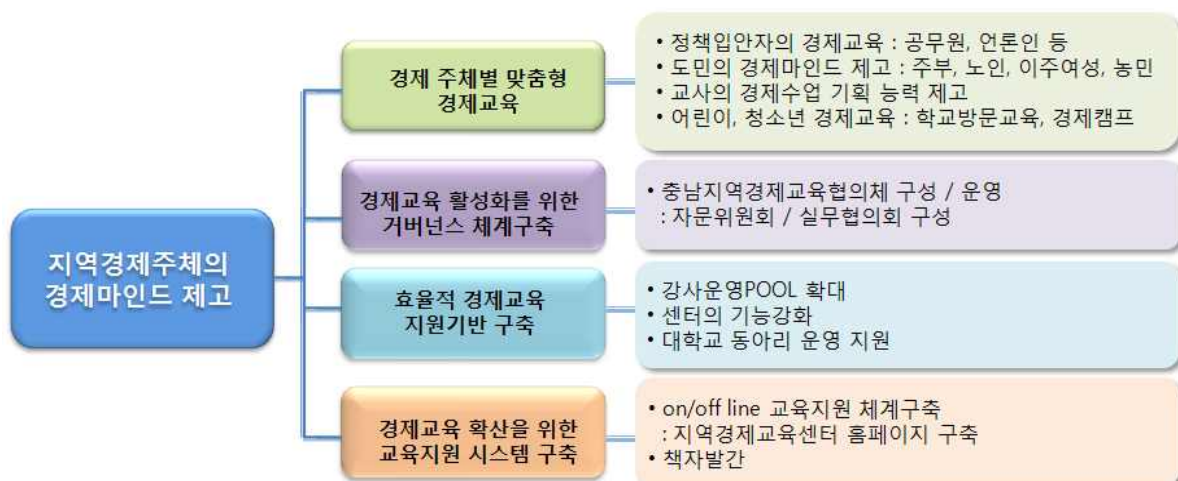 지역경제주체의
경제마인드 제고
경제 주체별 맞춤형
경제교육
• 정책입안자의 경제교육 : 공무원, 언론인 등
• 도민의 경제마인드 제고 : 주부, 노인, 이주여성, 농민
• 교사의 경제수업 기획 능력 제고
• 어린이, 청소년 경제교육 : 학교방문교육, 경제캠프
경제교육 활성화를 위한
거버넌스 체계구축
• 충남지역경제교육협의체 구성 / 운영
: 자문위원회 / 실무협의회 구성
효율적 경제교육
지원기반 구축
• 강사운영POOL 확대
• 센터의 기능강화
• 대학교 동아리 운영 지원
경제교육 확산을 위한
교육지원 시스템 구축
• on/off line 교육지원 체계구축
: 지역경제교육센터 홈페이지 구축
• 책자발간